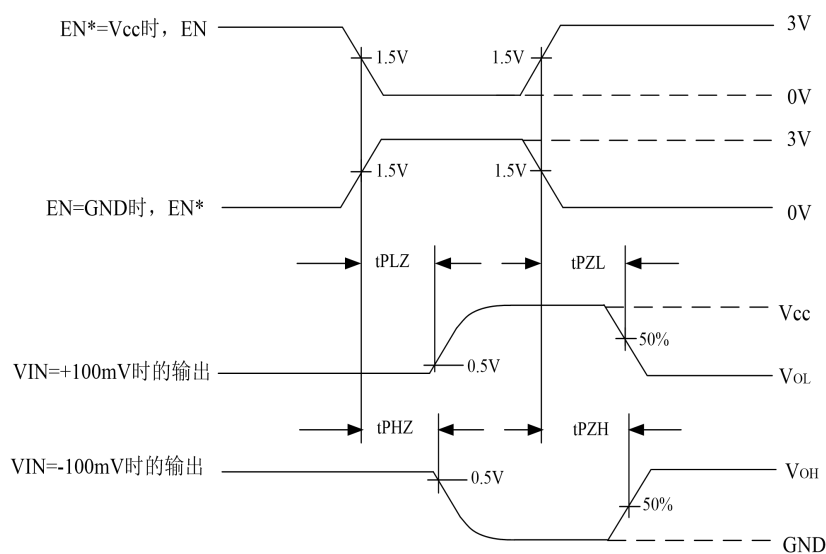 EN*=Vcc时，EN
1.5V
1.5V
3V
0V
3V
1.5V
1.5V
EN=GND时，EN*
0V
tPLZ
tPZL
Vcc
50%
0.5V
VIN=+100mV时的输出
VOL
tPHZ
tPZH
VIN=-100mV时的输出
0.5V
VOH
50%
GND